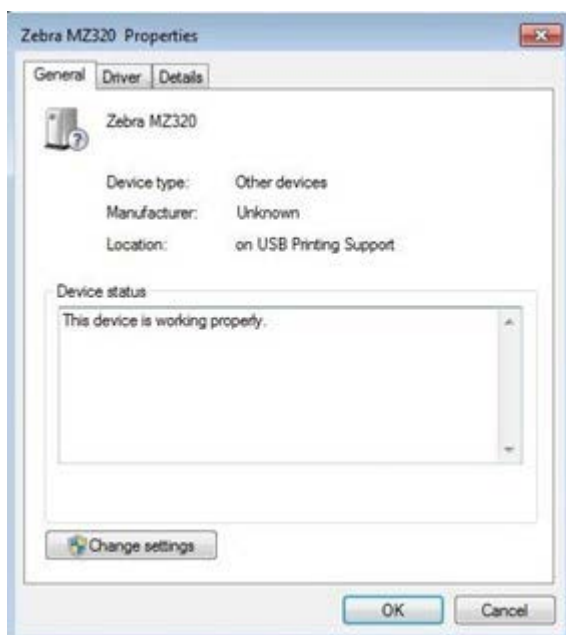 Zebra MZ320 Properties
General Driver Details
Zebra MZ320
Device type: Other devices
Manufacturer: Unknown
Location: on USB Printing Support
Device status
This device is working properly.
Change settings
OK Cancel